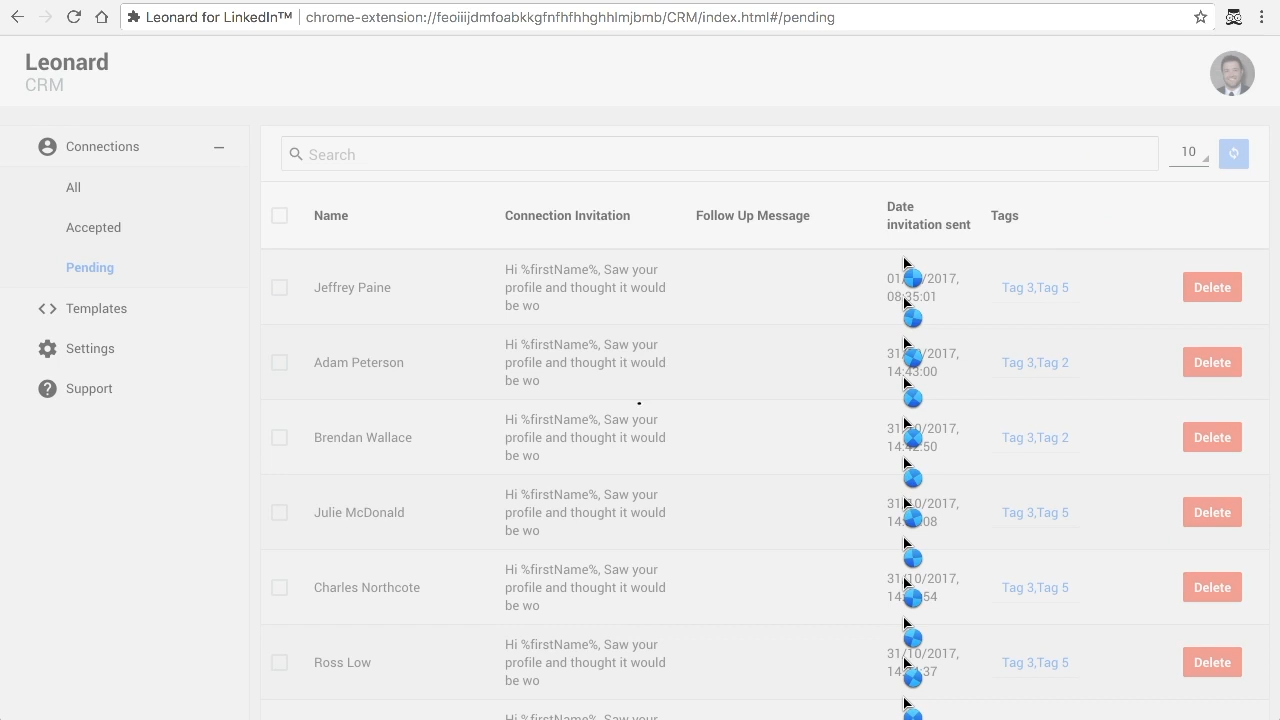 Leonard for LinkedIn™
chrome-extension://feoiiijdmfoabkkgfnfhfhhghhlmjbmb/CRM/index.html#/pending
Leonard
CRM
Connections
All
Accepted
Pending
Templates
Settings
Support
Search
10
Name
Connection Invitation
Follow Up Message
Date
invitation sent
Tags
Jeffrey Paine
Hi %firstName%, Saw your
profile and thought it would
be wo
Tag 3,Tag 5
Delete
Adam Peterson
Hi %firstName%, Saw your
profile and thought it would
be wo
14:43:00
Tag 3,Tag 2
Delete
Brendan Wallace
Hi %firstName%, Saw your
profile and thought it would
be wo
Tag 3,Tag 2
Delete
Julie McDonald
Hi %firstName%, Saw your
profile and thought it would
be wo
Tag 3,Tag 5
Delete
Charles Northcote
Hi %firstName%, Saw your
profile and thought it would
be wo
31/10/2017,
Tag 3,Tag 5
Delete
Ross Low
Hi %firstName%, Saw your
profile and thought it would
be wo
31/10/2017,
Tag 3,Tag 5
Delete
Hi %firstName%, Saw your